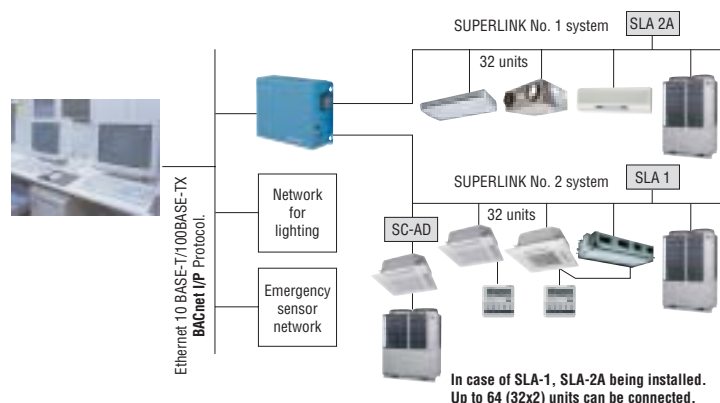 SUPERLINK No. 1 system
SLA 2A
32 units
Ethernet 10 BASE-T/100BASE-TX
BACnet I/P Protocol.
Network
for
lighting
Emergency
sensor
network
SUPERLINK No. 2 system
SLA 1
32 units
SC-AD
In case of SLA-1, SLA-2A being installed.
Up to 64 (32x2) units can be connected.